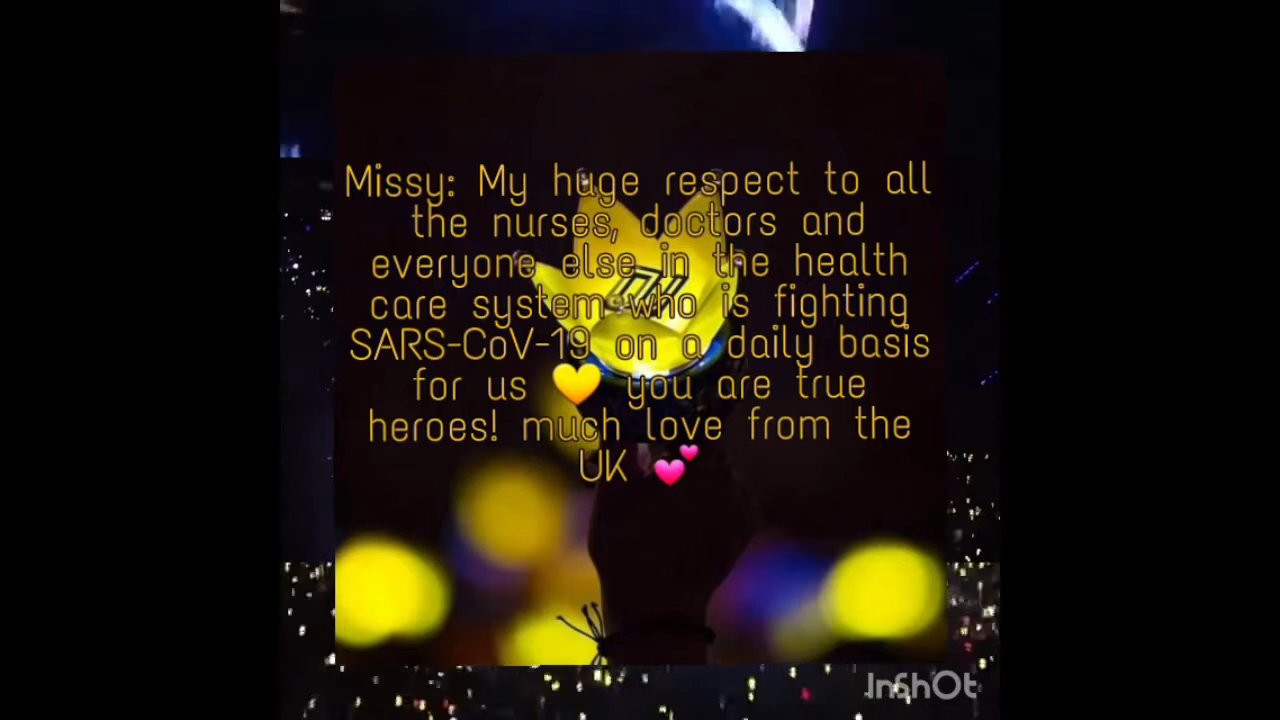 Missy: My huge respect to all
the nurses, doctors and
everyone else in the health
care system who is fighting
SARS-CoV-19 on a daily basis
for us 💛 you are true
heroes! much love from the
UK 💕
InShOt